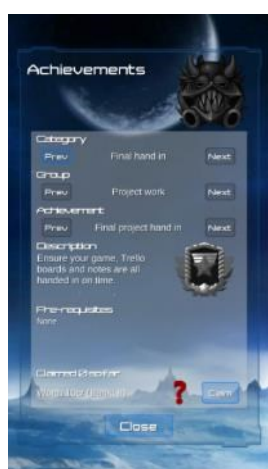 Achievements
Category
Prev Final hand in Next
Group
Prev Project work Next
Achievement
Prev Final project hand in Next
Description
Ensure your game, Trello
boards and notes are all
handed in on time.
Pre-requisites
None
Claimed
Claim
Close